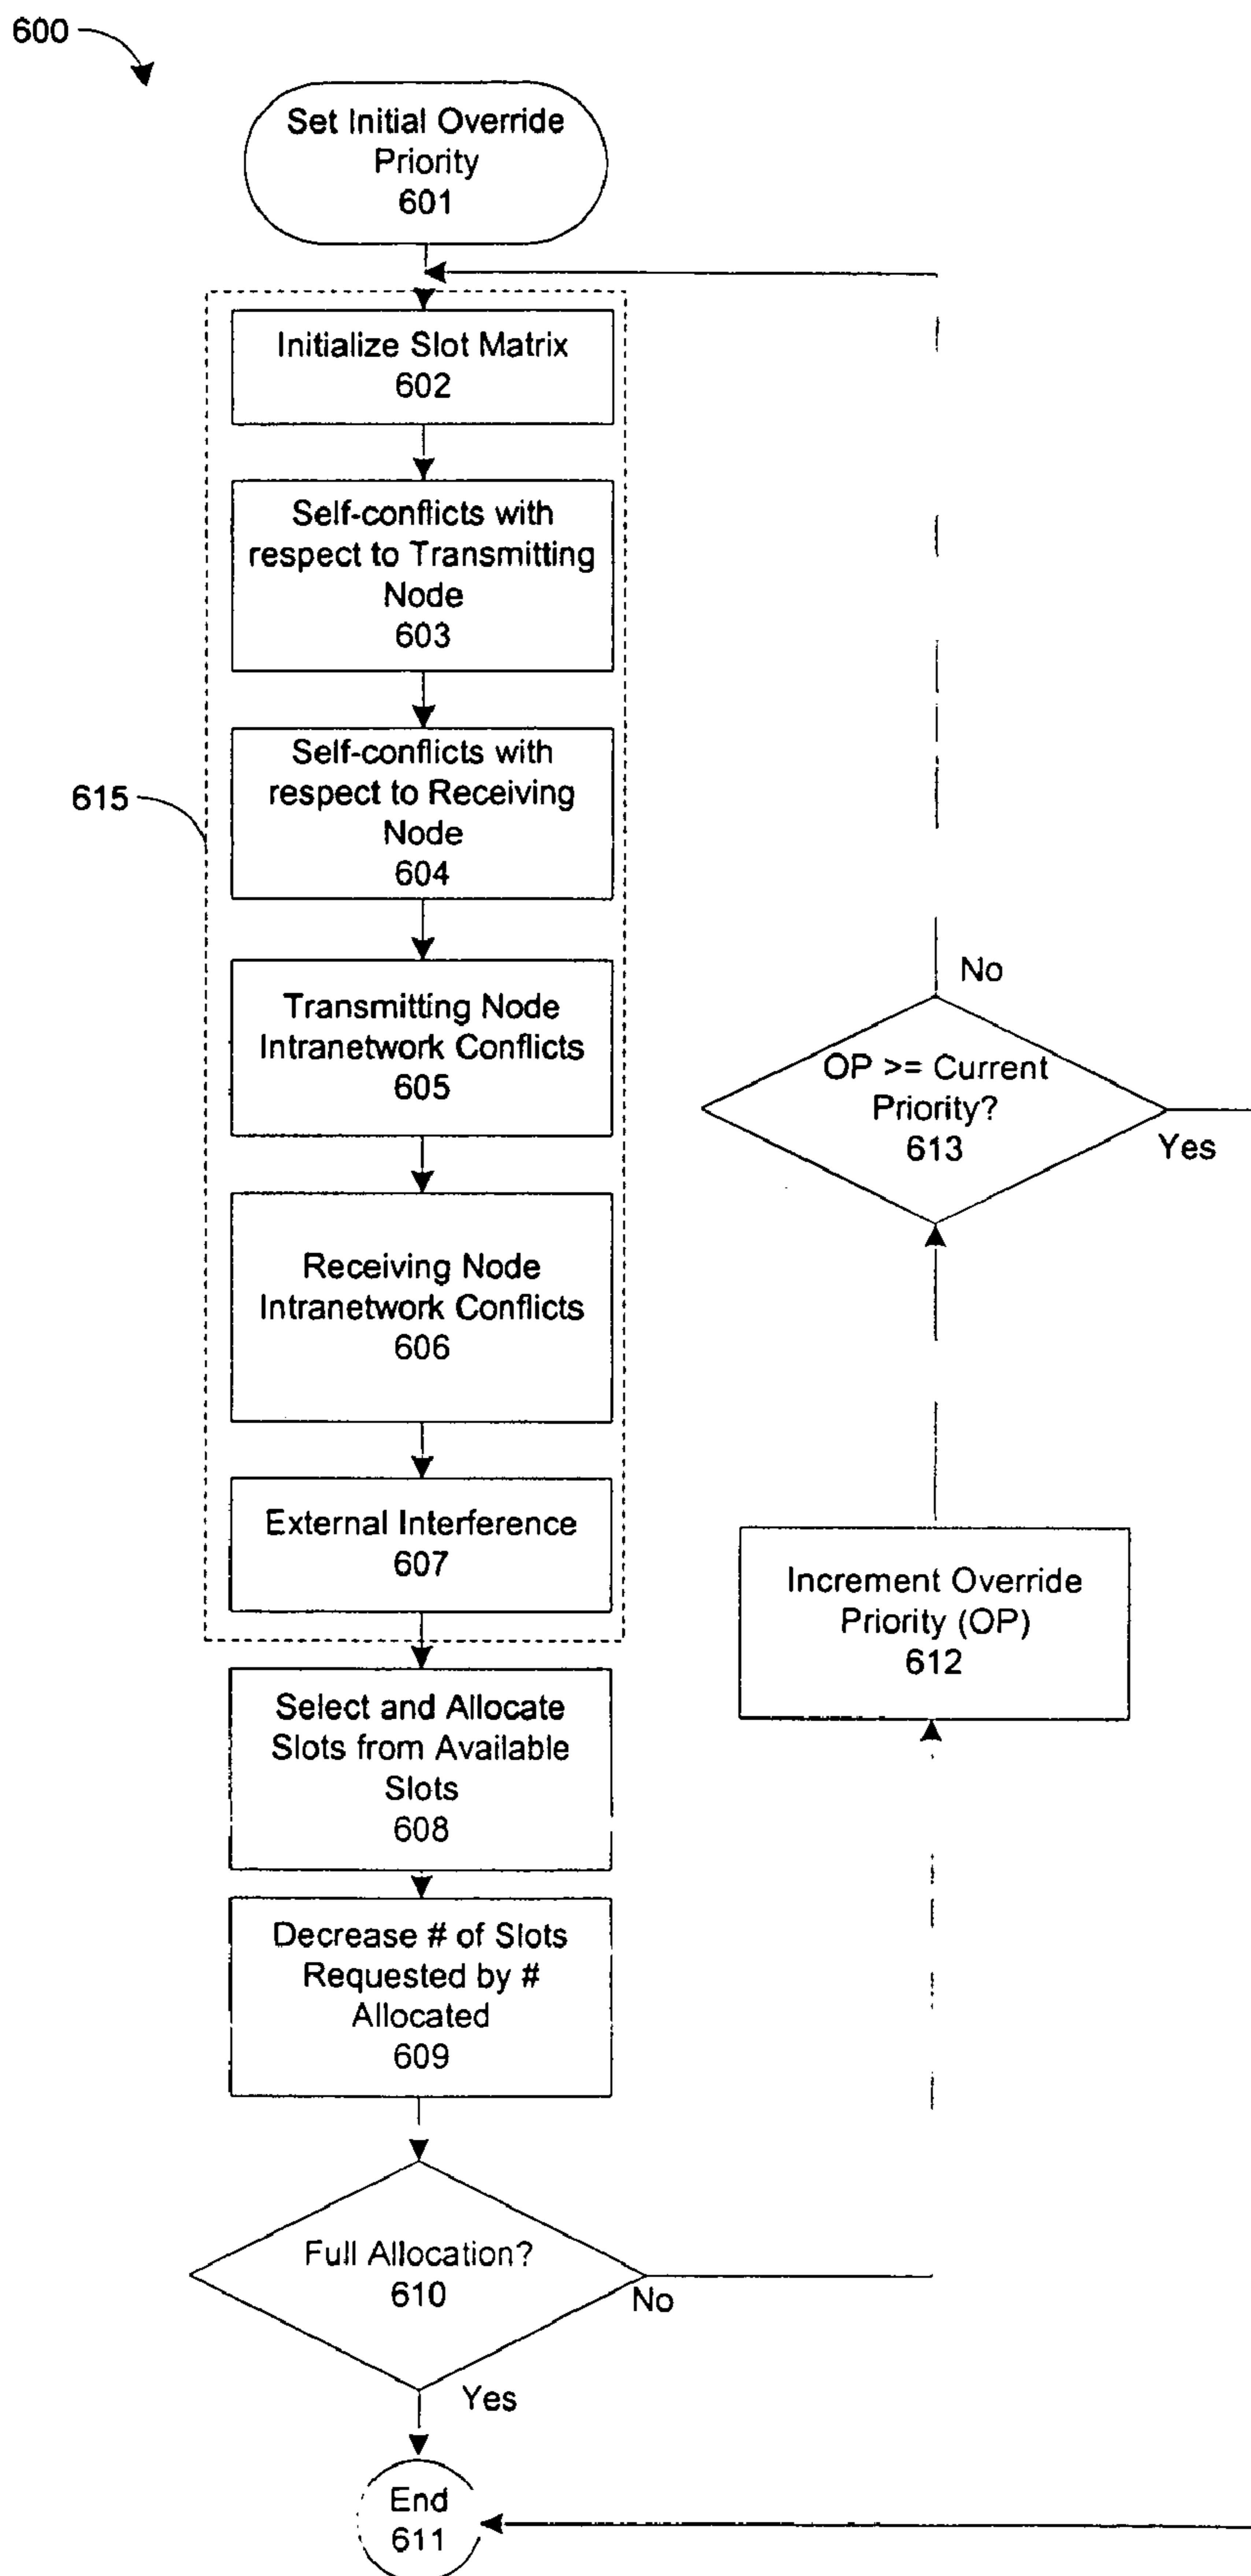 600
Set Initial Override
Priority
601
Initialize Slot Matrix
602
Self-conflicts with
respect to Transmitting
Node
603
Self-conflicts with
respect to Receiving
Node
604
615
Transmitting Node
Intranetwork Conflicts
605
No
OP >= Current
Priority?
613
Yes
Receiving Node
Intranetwork Conflicts
606
External Interference
607
Increment Override
Priority (OP)
612
Select and Allocate
Slots from Available
Slots
608
Decrease # of Slots
Requested by #
Allocated
609
Full Allocation?
610
No
Yes
End
611